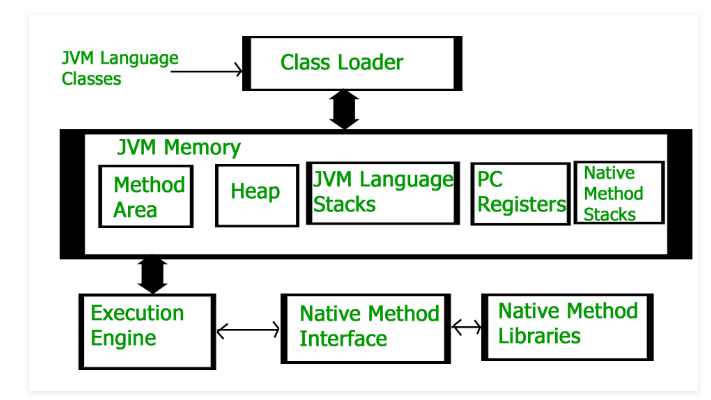 JVM Language
Classes
Class Loader
JVM Memory
Method
Area
Heap
JVM Language
Stacks
PC
Registers
Native
Method
Stacks
Execution
Engine
Native Method
Interface
Native Method
Libraries